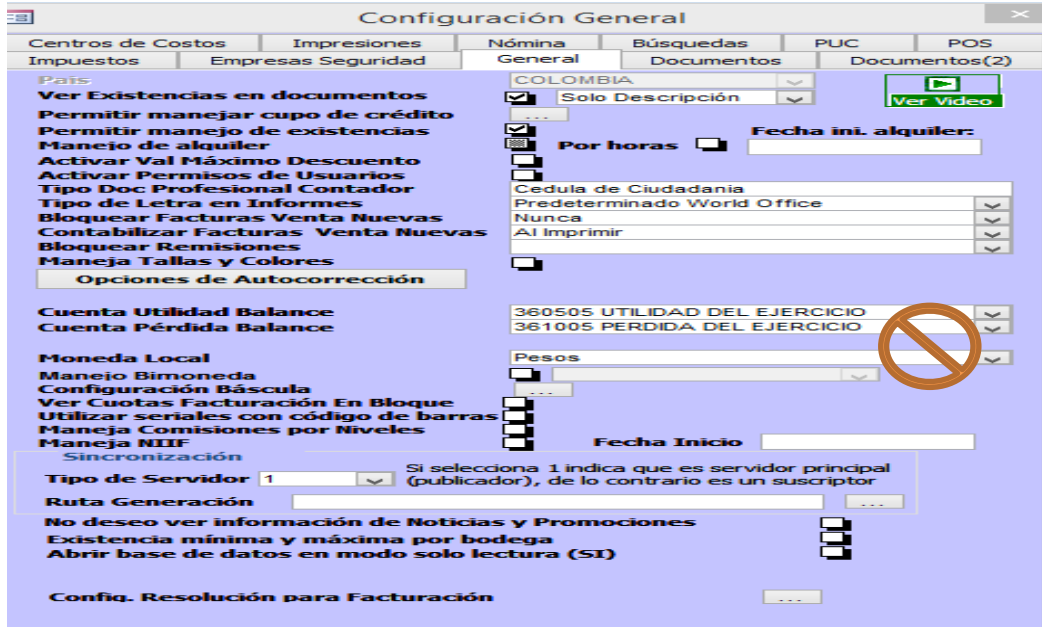 Configuración General
Centros de Costos Impresiones Nómina Búsquedas PUC POS
Impuestos Empresas Seguridad General Documentos Documentos(2)
País COLOMBIA
Ver Existencias en documentos Solo Descripción
Ver Video
Permitir manejar cupo de crédito ...
Permitir manejo de existencias Fecha ini. alquiler:
Manejo de alquiler Por horas
Activar Val Máximo Descuento
Activar Permisos de Usuarios
Tipo Doc Profesional Contador Cedula de Ciudadania
Tipo de Letra en Informes Predeterminado World Office
Bloquear Facturas Venta Nuevas Nunca
Contabilizar Facturas Venta Nuevas Al Imprimir
Bloquear Remisiones
Maneja Tallas y Colores
Opciones de Autocorrección
Cuenta Utilidad Balance 360505 UTILIDAD DEL EJERCICIO
Cuenta Pérdida Balance 361005 PERDIDA DEL EJERCICIO
Moneda Local Pesos
Manejo Bimoneda
Configuración Báscula ...
Ver Cuotas Facturación En Bloque
Utilizar seriales con código de barras
Maneja Comisiones por Niveles
Maneja NIIF Fecha Inicio
Sincronización
Tipo de Servidor 1 Si selecciona 1 indica que es servidor principal
(publicador), de lo contrario es un suscriptor
Ruta Generación ...
No deseo ver información de Noticias y Promociones
Existencia mínima y máxima por bodega
Abrir base de datos en modo solo lectura (SI)
Config. Resolución para Facturación ...